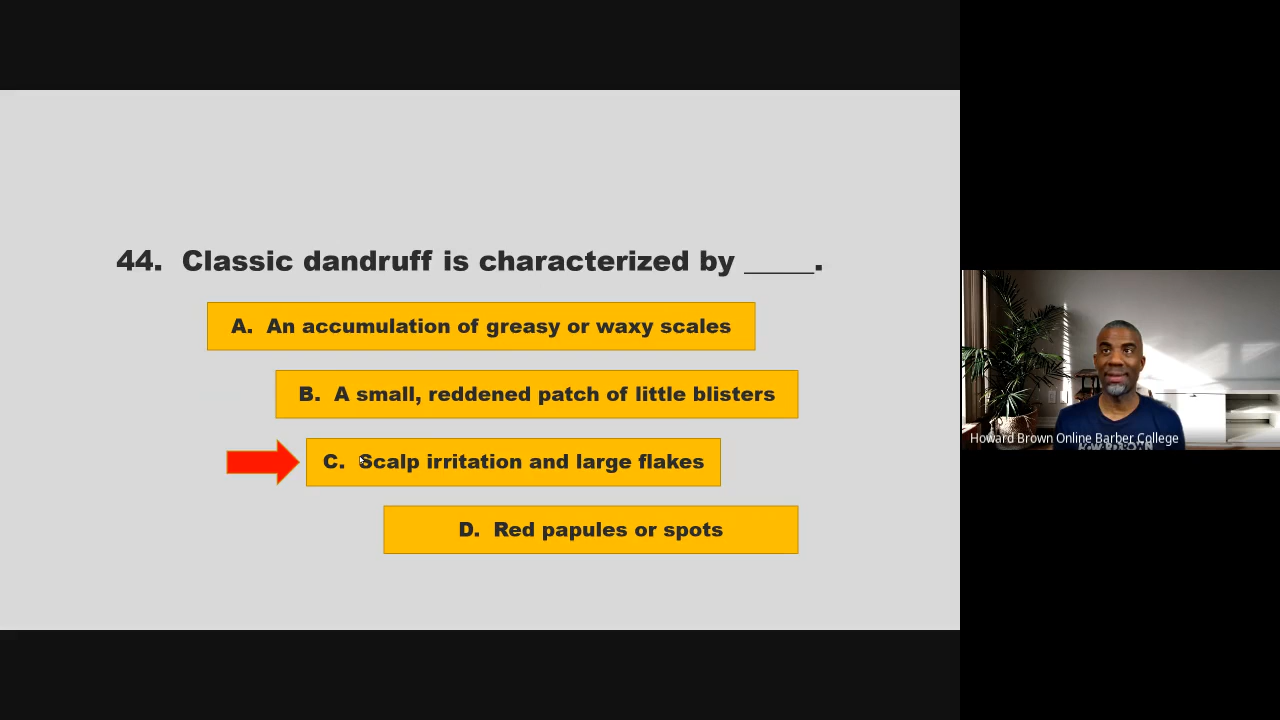 44. Classic dandruff is characterized by _____.
A. An accumulation of greasy or waxy scales
B. A small, reddened patch of little blisters
C. Scalp irritation and large flakes
D. Red papules or spots
Howard Brown Online Barber College